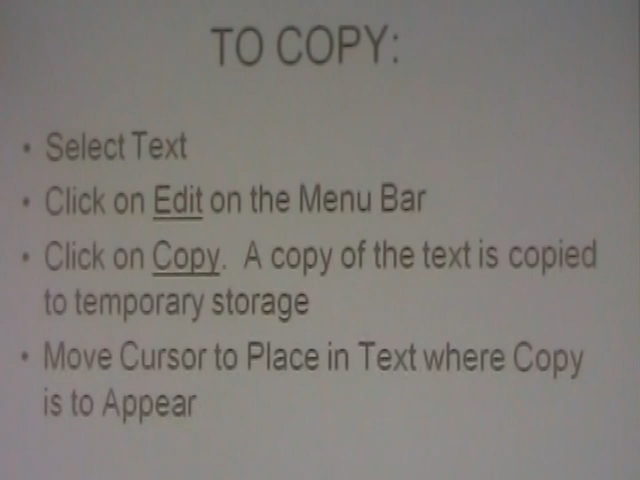 TO COPY:
• Select Text
• Click on Edit on the Menu Bar
• Click on Copy. A copy of the text is copied
to temporary storage
• Move Cursor to Place in Text where Copy
is to Appear